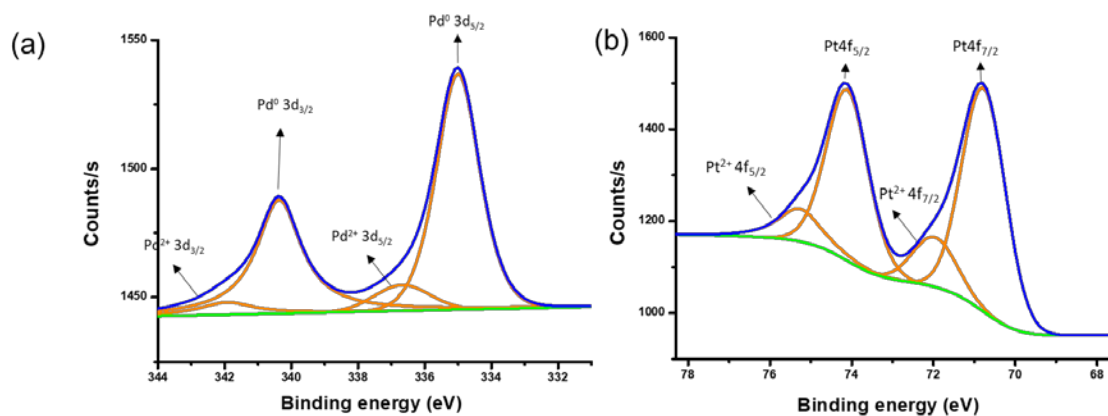 (a)
Pd⁰ 3d₅/₂
Pd⁰ 3d₃/₂
Pd²⁺ 3d₃/₂
Pd²⁺ 3d₅/₂
1550
1500
1450
Counts/s
344 342 340 338 336 334 332
Binding energy (eV)
(b)
Pt4f₅/₂
Pt4f₇/₂
Pt²⁺ 4f₅/₂
Pt²⁺ 4f₇/₂
1600
1400
1200
1000
Counts/s
78 76 74 72 70 68
Binding energy (eV)